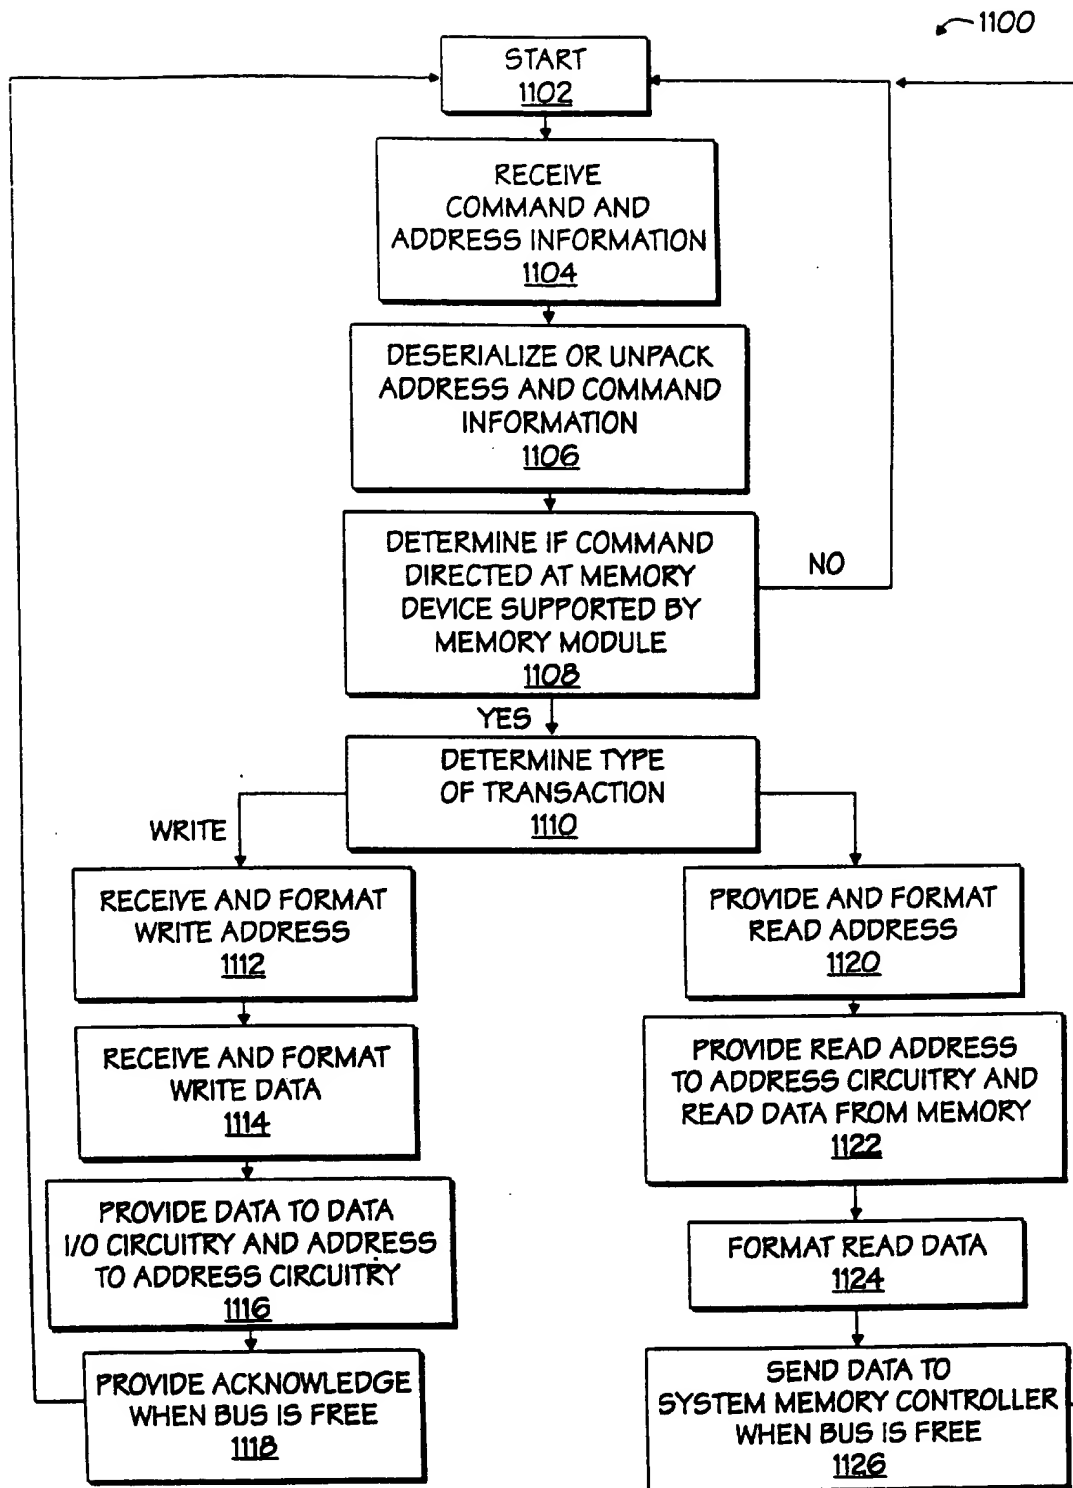 1100
START
1102
RECEIVE
COMMAND AND
ADDRESS INFORMATION
1104
DESERIALIZE OR UNPACK
ADDRESS AND COMMAND
INFORMATION
1106
DETERMINE IF COMMAND
DIRECTED AT MEMORY
DEVICE SUPPORTED BY
MEMORY MODULE
1108
NO
YES
DETERMINE TYPE
OF TRANSACTION
1110
WRITE
RECEIVE AND FORMAT
WRITE ADDRESS
1112
RECEIVE AND FORMAT
WRITE DATA
1114
PROVIDE DATA TO DATA
I/O CIRCUITRY AND ADDRESS
TO ADDRESS CIRCUITRY
1116
PROVIDE ACKNOWLEDGE
WHEN BUS IS FREE
1118
PROVIDE AND FORMAT
READ ADDRESS
1120
PROVIDE READ ADDRESS
TO ADDRESS CIRCUITRY AND
READ DATA FROM MEMORY
1122
FORMAT READ DATA
1124
SEND DATA TO
SYSTEM MEMORY CONTROLLER
WHEN BUS IS FREE
1126